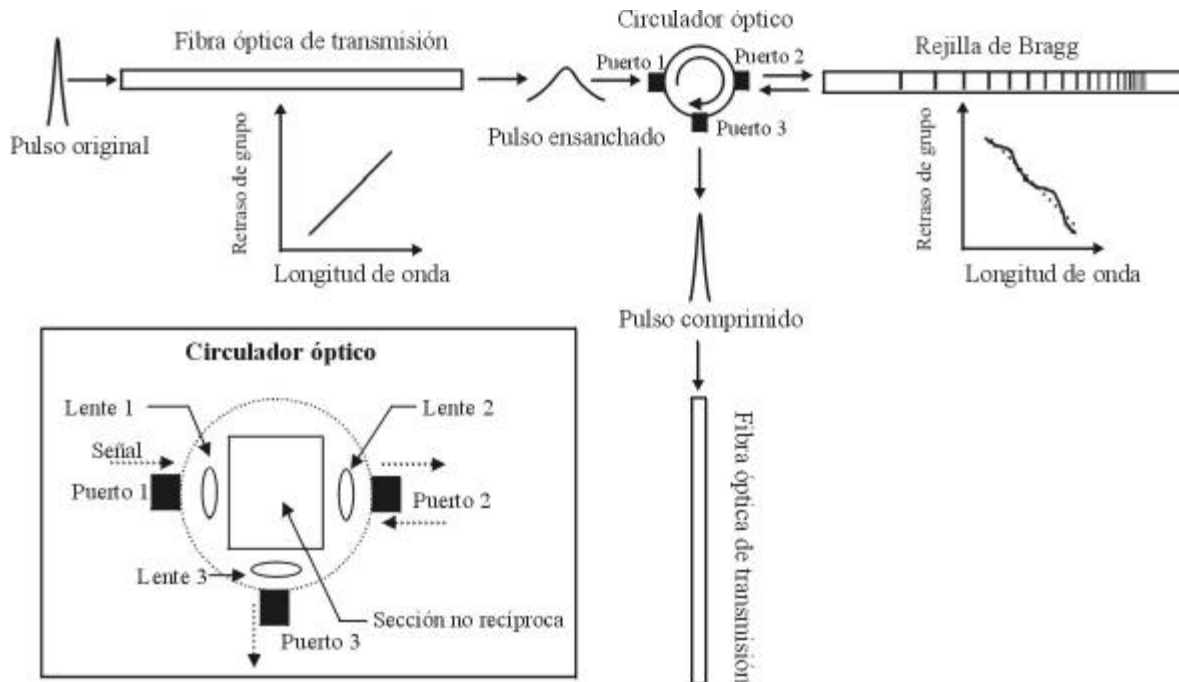 Circulador óptico
Fibra óptica de transmisión
Puerto 1
Puerto 2
Rejilla de Bragg
Pulso original
Pulso ensanchado
Puerto 3
Retraso de grupo
Longitud de onda
Retraso de grupo
Longitud de onda
Pulso comprimido
Fibra óptica de transmisión
Circulador óptico
Lente 1
Lente 2
Señal
Puerto 1
Puerto 2
Lente 3
Sección no recíproca
Puerto 3